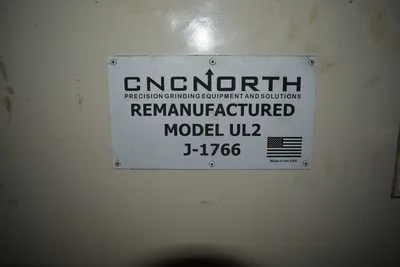 CNCNORTH
PRECISION GRINDING EQUIPMENT AND SOLUTIONS
REMANUFACTURED
MODEL UL2
J-1766
Made in the USA